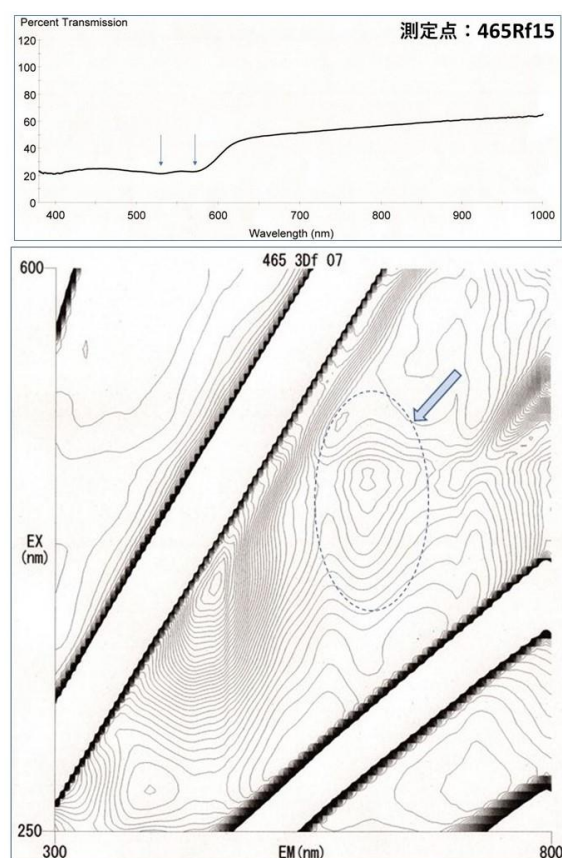 Percent Transmission
測定点：465Rf15
120
100
80
60
40
20
0
400 500 600 700 800 900 1000
Wavelength (nm)
465 3Df 07
600
EX
(nm)
250
300 EM(nm) 800